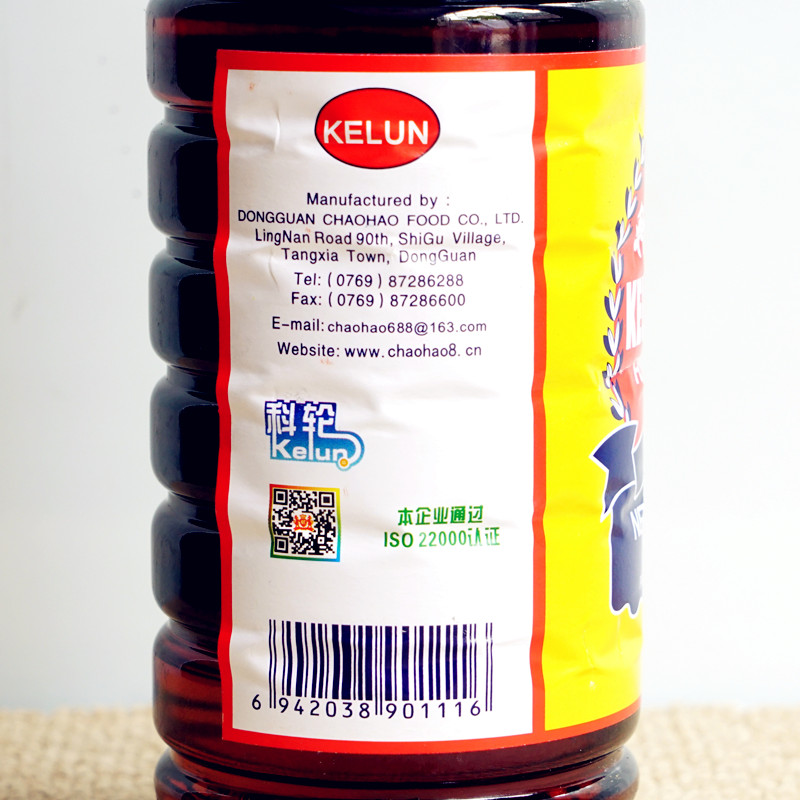 KELUN
Manufactured by :
DONGGUAN CHAOHAO FOOD CO., LTD.
LingNan Road 90th, ShiGu Village,
Tangxia Town, DongGuan
Tel: ( 0769 ) 87286288
Fax: ( 0769 ) 87286600
E-mail: chaohao688@163.com
Website: www.chaohao8.cn
科轮
Kelun
本企业通过
ISO 22000认证
6 942038 901116